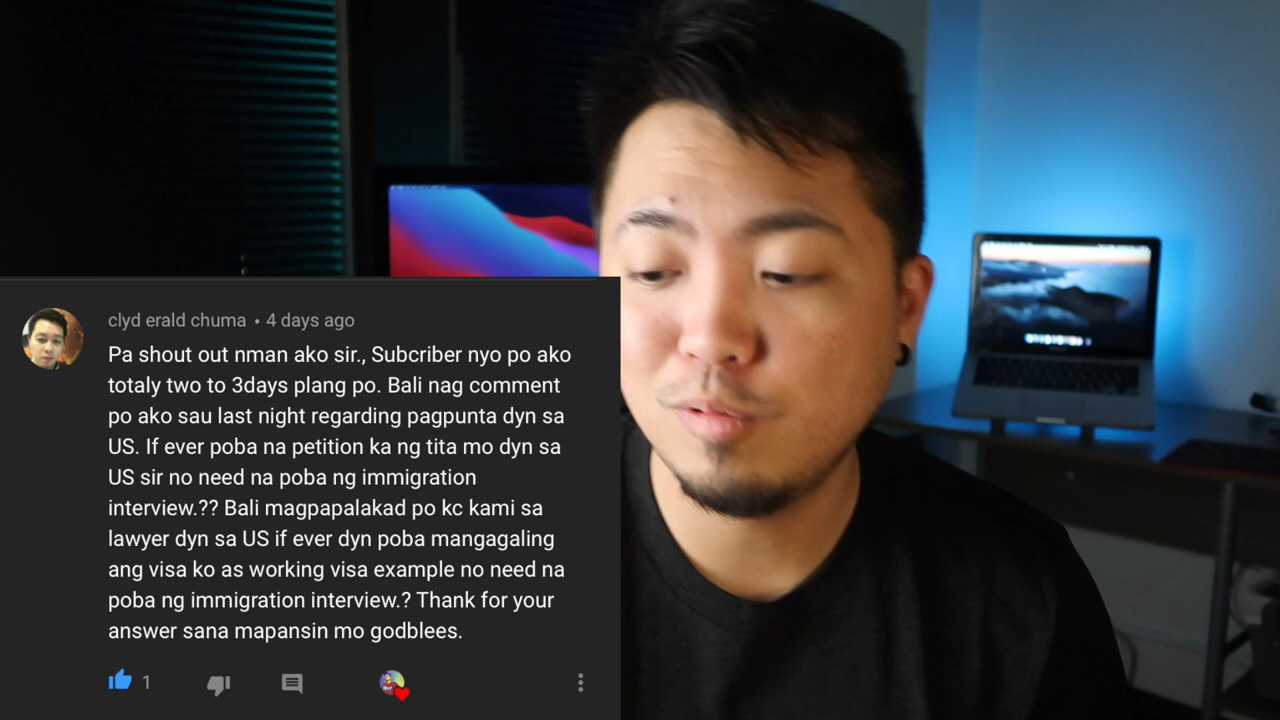 clyd erald chuma • 4 days ago
Pa shout out nman ako sir., Subcriber nyo po ako
totaly two to 3days plang po. Bali nag comment
po ako sau last night regarding pagpunta dyn sa
US. If ever poba na petition ka ng tita mo dyn sa
US sir no need na poba ng immigration
interview.?? Bali magpapalakad po kc kami sa
lawyer dyn sa US if ever dyn poba mangagaling
ang visa ko as working visa example no need na
poba ng immigration interview.? Thank for your
answer sana mapansin mo godblees.
1